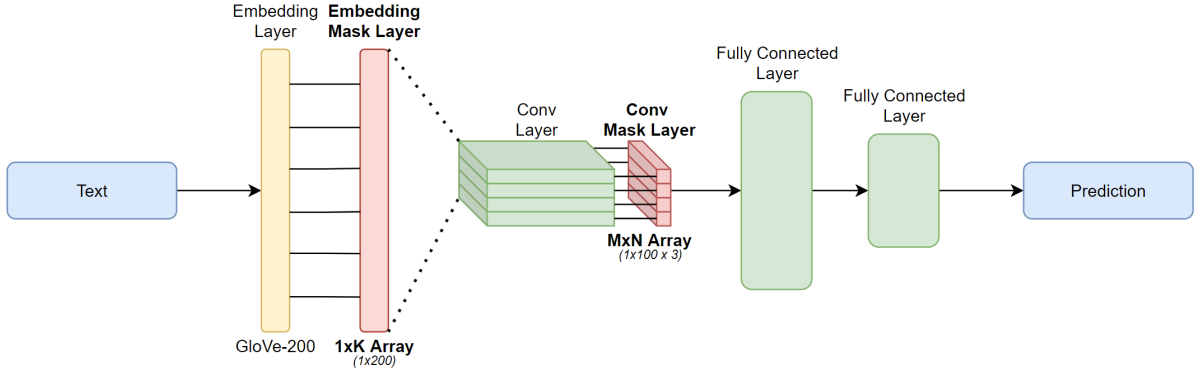 Embedding
Layer
Embedding
Mask Layer
Text
GloVe-200
1xK Array
(1x200)
Conv
Layer
Conv
Mask Layer
MxN Array
(1x100 x 3)
Fully Connected
Layer
Fully Connected
Layer
Prediction